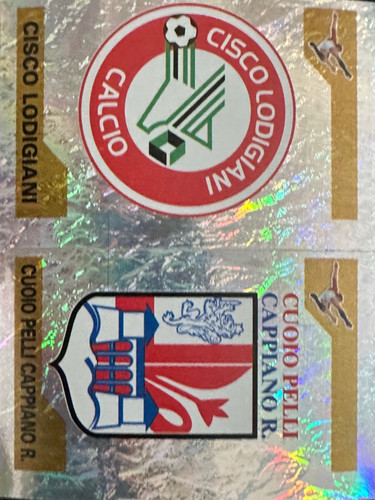 CISCO LODIGIANI
CALCIO
CISCO LODIGIANI
CUOIO PELLI
CAPPIANO R.
CUOIO PELLI CAPPIANO R.